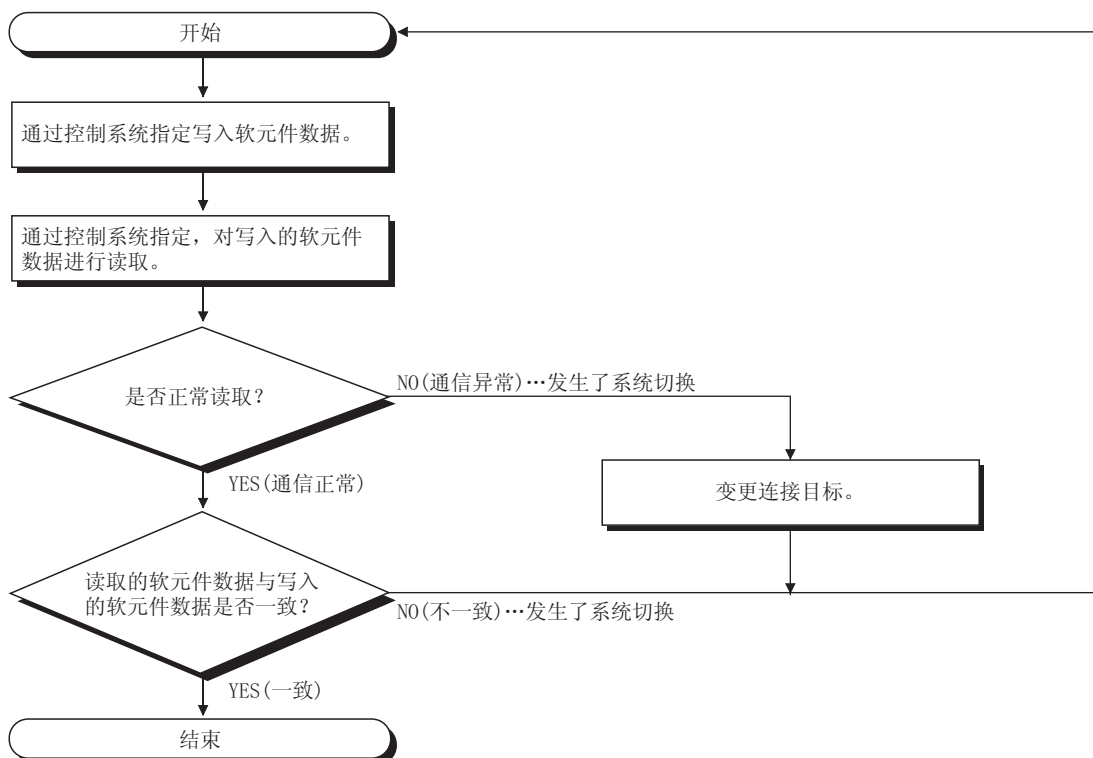 开始
通过控制系统指定写入软元件数据。
通过控制系统指定，对写入的软元件
数据进行读取。
是否正常读取？
NO(通信异常)…发生了系统切换
YES(通信正常)
变更连接目标。
读取的软元件数据与写入
的软元件数据是否一致？
NO(不一致)…发生了系统切换
YES(一致)
结束